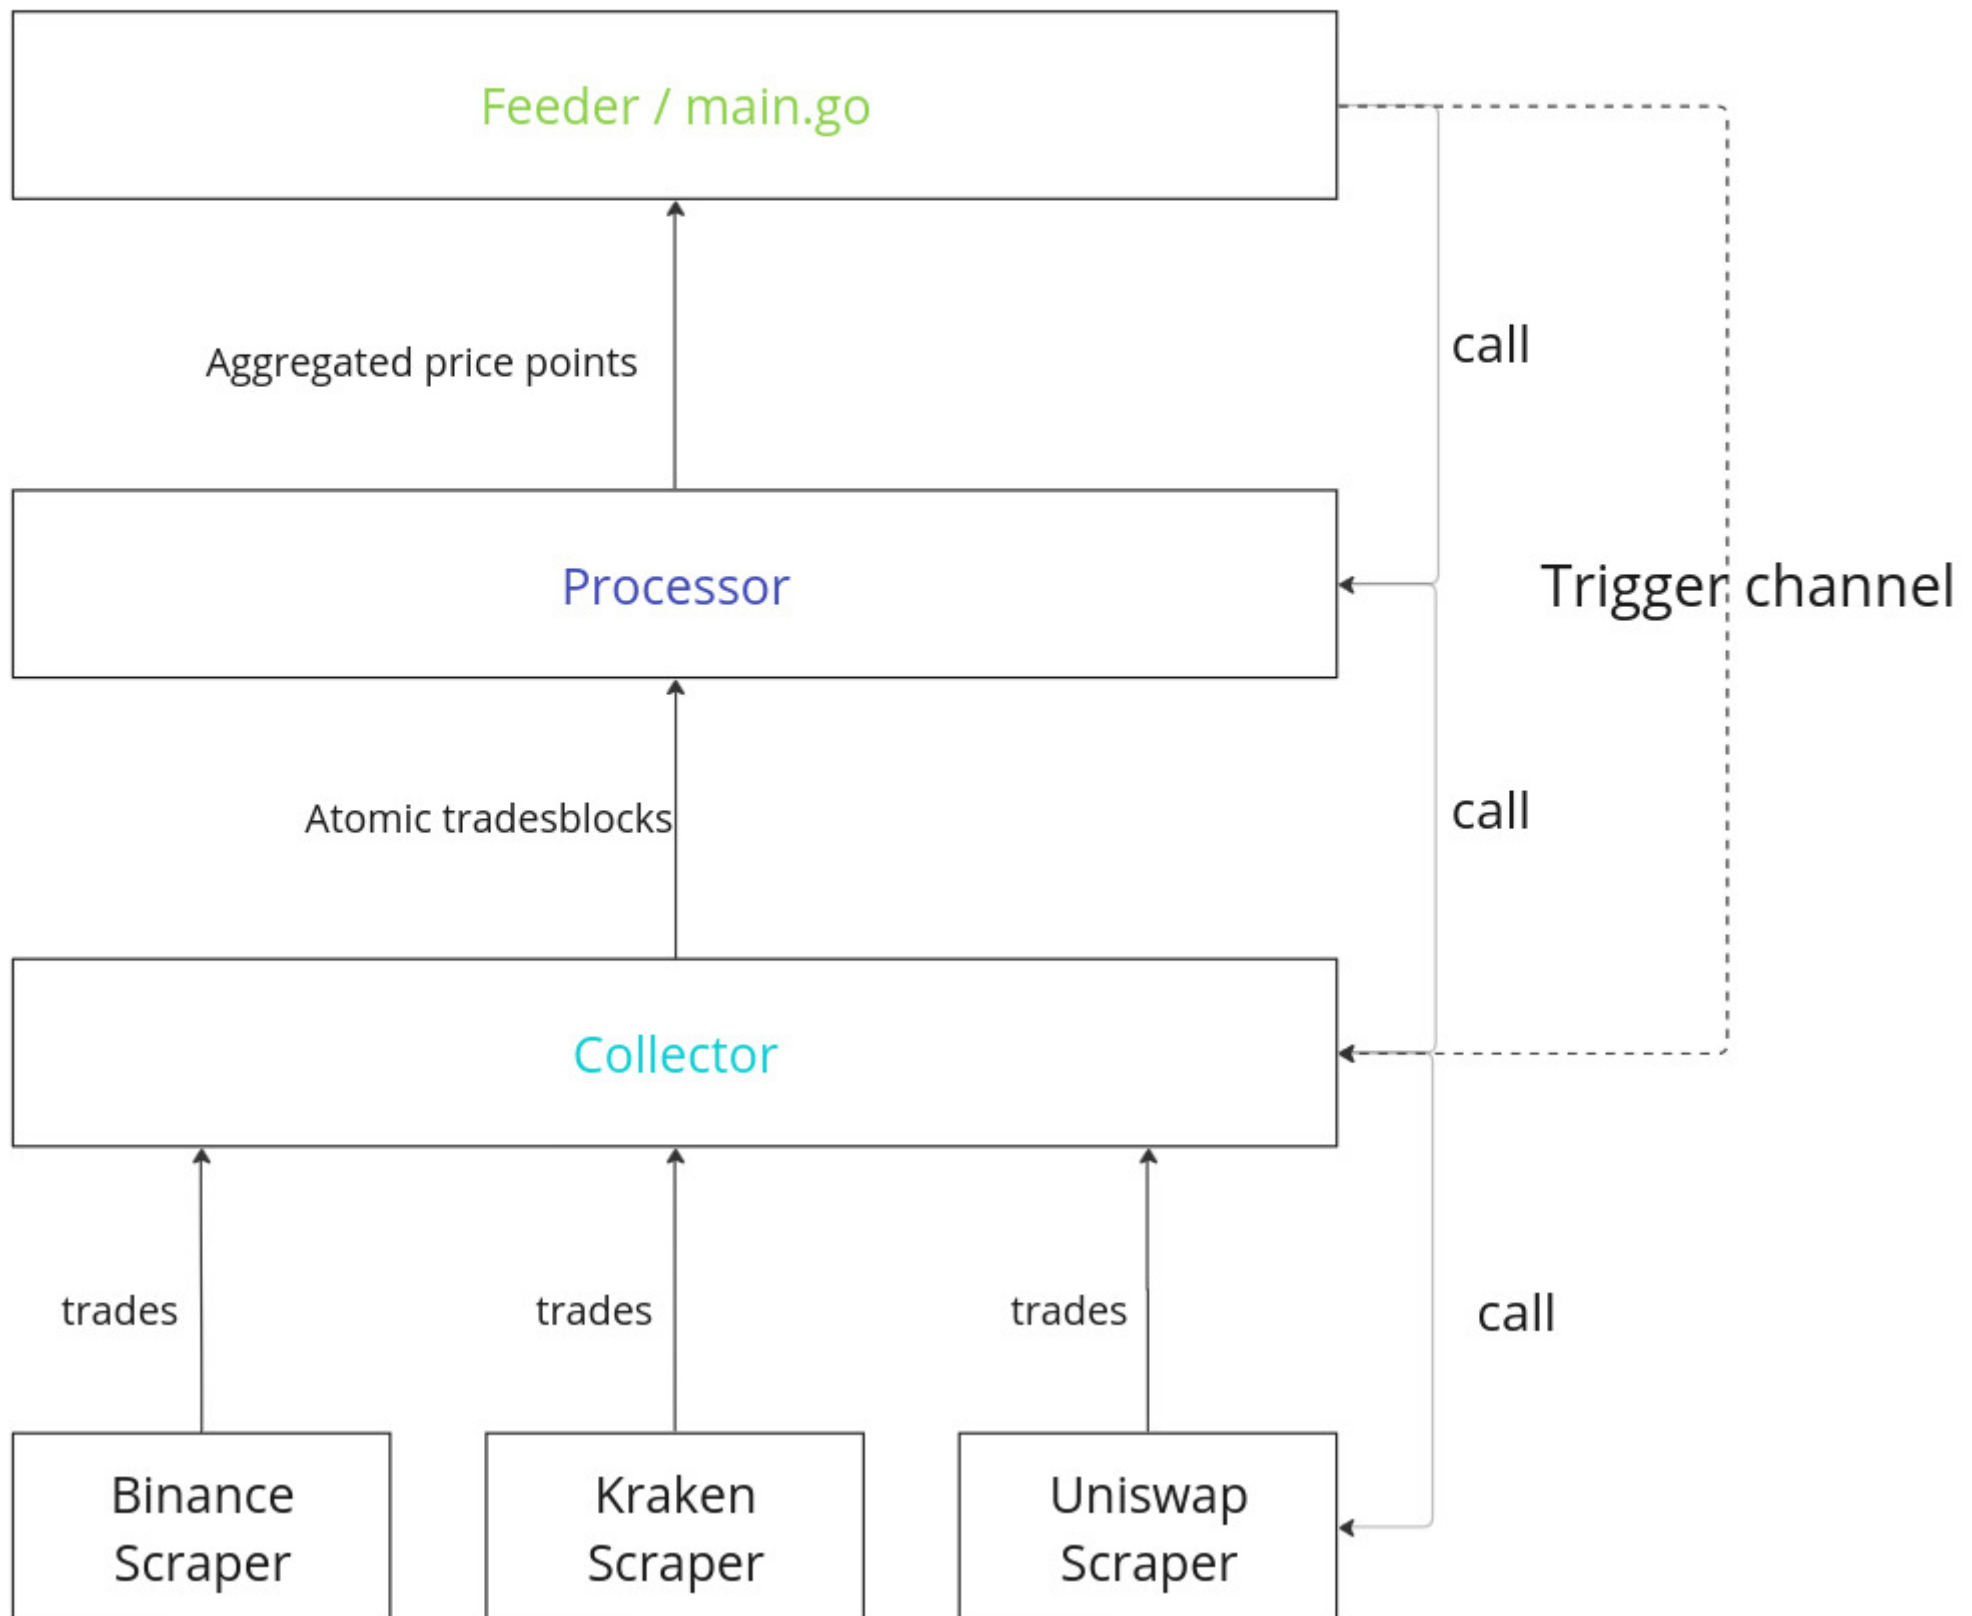 Feeder / main.go
Aggregated price points
call
Processor
Trigger channel
Atomic tradesblocks
call
Collector
trades
trades
trades
call
Binance
Scraper
Kraken
Scraper
Uniswap
Scraper